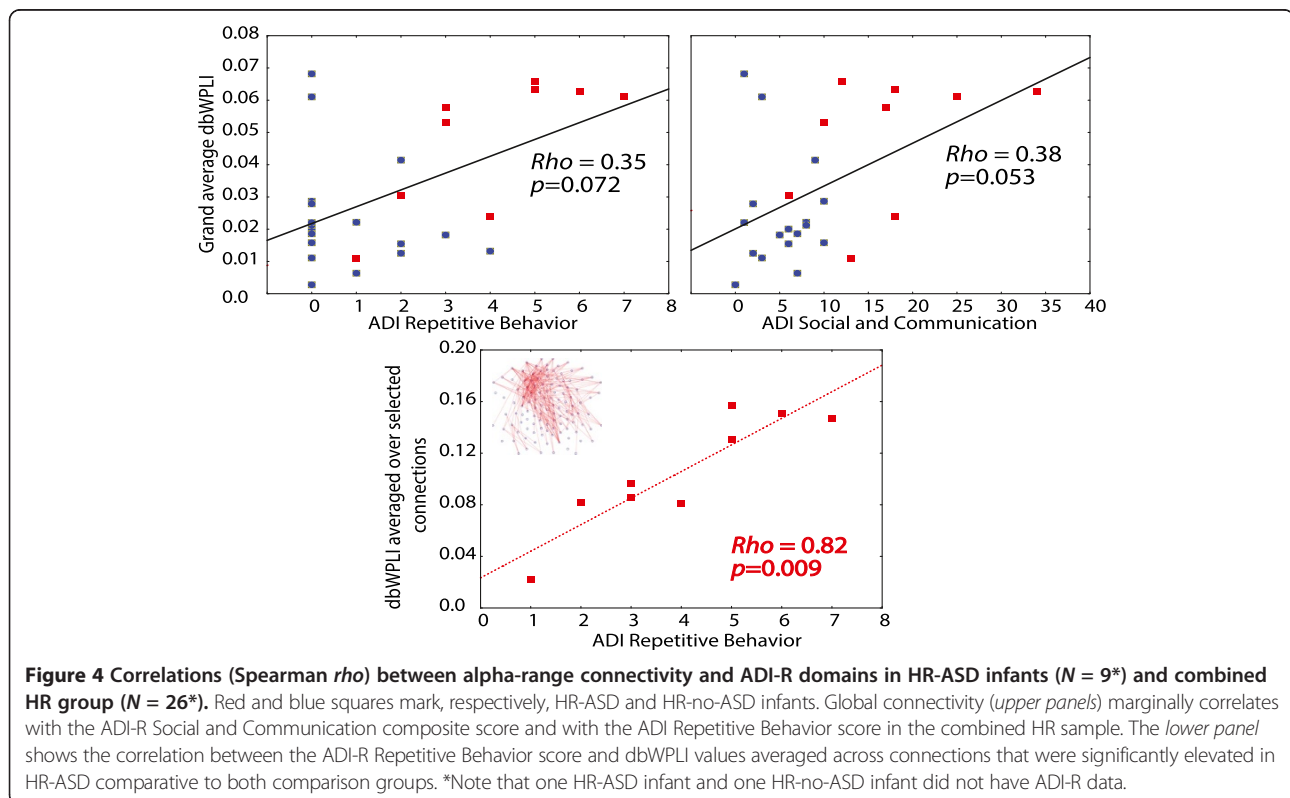 0.08
0.07
0.06
0.05
0.04
0.03
0.02
0.01
0.0
Grand average dbWPLI
Rho = 0.35
p=0.072
0 1 2 3 4 5 6 7 8
ADI Repetitive Behavior
Rho = 0.38
p=0.053
0 5 10 15 20 25 30 35 40
ADI Social and Communication
0.20
0.16
0.12
0.08
0.04
0.0
dbWPLI averaged over selected
connections
Rho = 0.82
p=0.009
0 1 2 3 4 5 6 7 8
ADI Repetitive Behavior
Figure 4 Correlations (Spearman rho) between alpha-range connectivity and ADI-R domains in HR-ASD infants (N = 9*) and combined
HR group (N = 26*). Red and blue squares mark, respectively, HR-ASD and HR-no-ASD infants. Global connectivity (upper panels) marginally correlates
with the ADI-R Social and Communication composite score and with the ADI Repetitive Behavior score in the combined HR sample. The lower panel
shows the correlation between the ADI-R Repetitive Behavior score and dbWPLI values averaged across connections that were significantly elevated in
HR-ASD comparative to both comparison groups. *Note that one HR-ASD infant and one HR-no-ASD infant did not have ADI-R data.